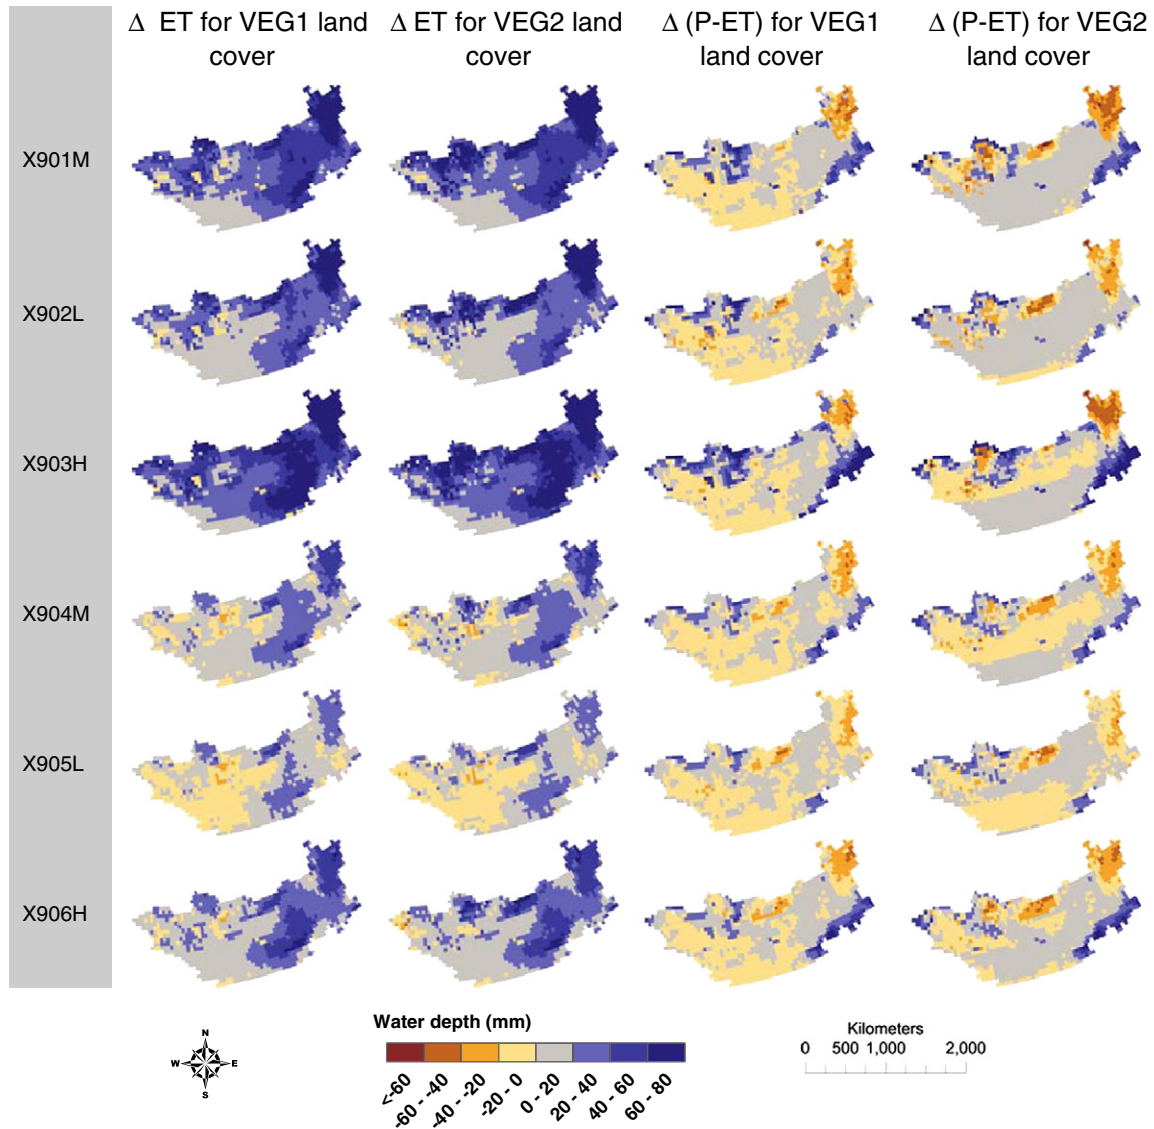 Δ ET for VEG1 land cover
Δ ET for VEG2 land cover
Δ (P-ET) for VEG1 land cover
Δ (P-ET) for VEG2 land cover
X901M
X902L
X903H
X904M
X905L
X906H
N
W E
S
Water depth (mm)
<-60
-60 - -40
-40 - -20
-20 - 0
0 - 20
20 - 40
40 - 60
60 - 80
Kilometers
0 500 1,000 2,000